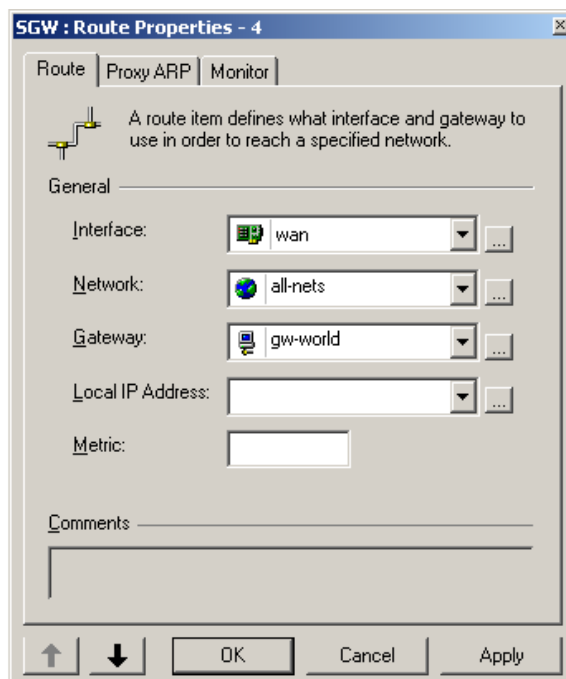 SGW : Route Properties - 4
Route Proxy ARP Monitor
A route item defines what interface and gateway to
use in order to reach a specified network.
General
Interface: wan ...
Network: all-nets ...
Gateway: gw-world ...
Local IP Address: ...
Metric:
Comments
OK Cancel Apply